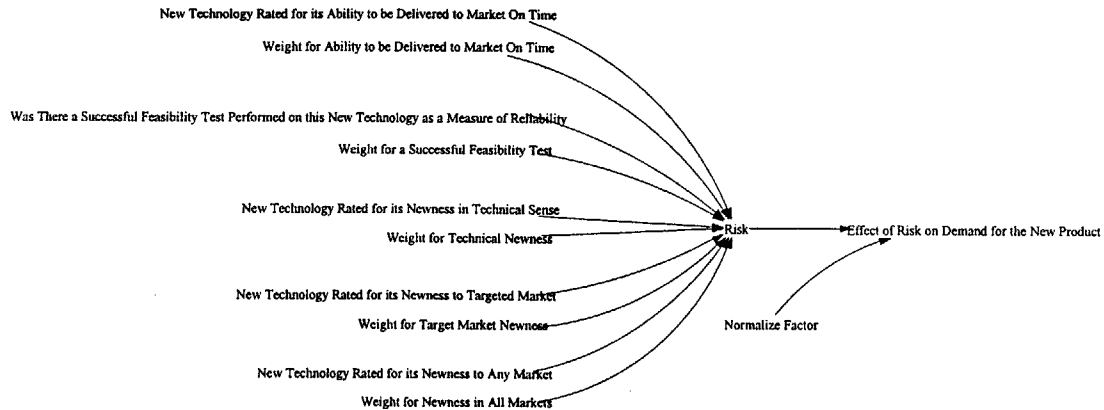 New Technology Rated for its Ability to be Delivered to Market On Time
Weight for Ability to be Delivered to Market On Time
Was There a Successful Feasibility Test Performed on this New Technology as a Measure of Reliability
Weight for a Successful Feasibility Test
New Technology Rated for its Newness in Technical Sense
Weight for Technical Newness
Risk
Effect of Risk on Demand for the New Product
New Technology Rated for its Newness to Targeted Market
Weight for Target Market Newness
Normalize Factor
New Technology Rated for its Newness to Any Market
Weight for Newness in All Markets